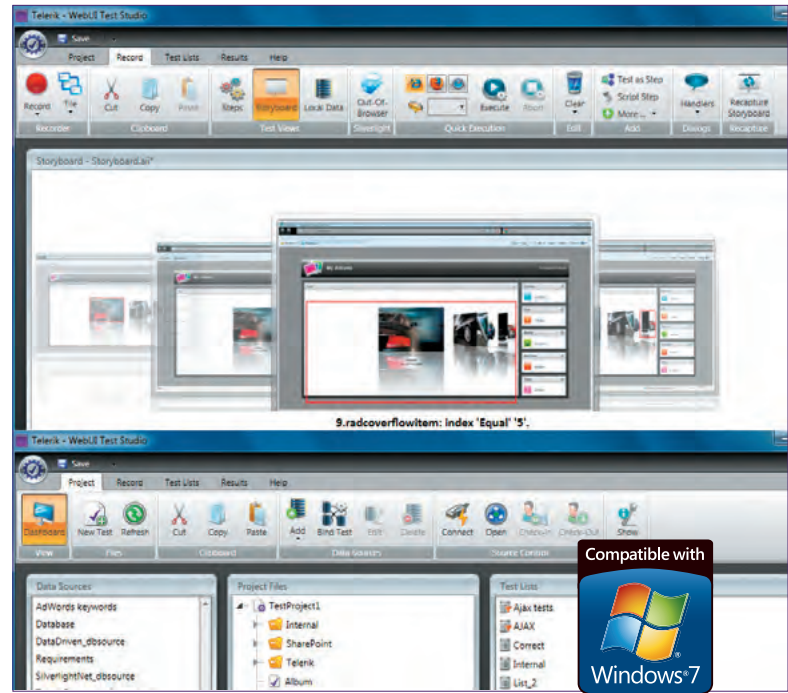 Telerik - WebUI Test Studio
Save
Project Record Test Lists Results Help
Record Tile Cut Copy Paste Steps Storyboard Local Data Out-Of-Browser Execute Abort Clear Test as Step Script Step More... Handlers Recapture Storyboard
Recorder Clipboard Test Views Silverlight Quick Execution Edit Add Dialogs Recapture
Storyboard - Storyboard.aii*
9.radcoverflowitem: index 'Equal' '5'.
Telerik - WebUI Test Studio
Save
Project Record Test Lists Results Help
Dashboard New Test Refresh Cut Copy Paste Add Bind Test Edit Delete Connect Open Check-In Check-Out Show
View Files Clipboard Data Sources Source Control
Data Sources
AdWords keywords
Database
DataDriven_dbsource
Requirements
SilverlightNet_dbsource
Project Files
TestProject1
Internal
SharePoint
Telerik
Album
Test Lists
Ajax tests
AJAX
Correct
Internal
List_2
Compatible with
Windows®7